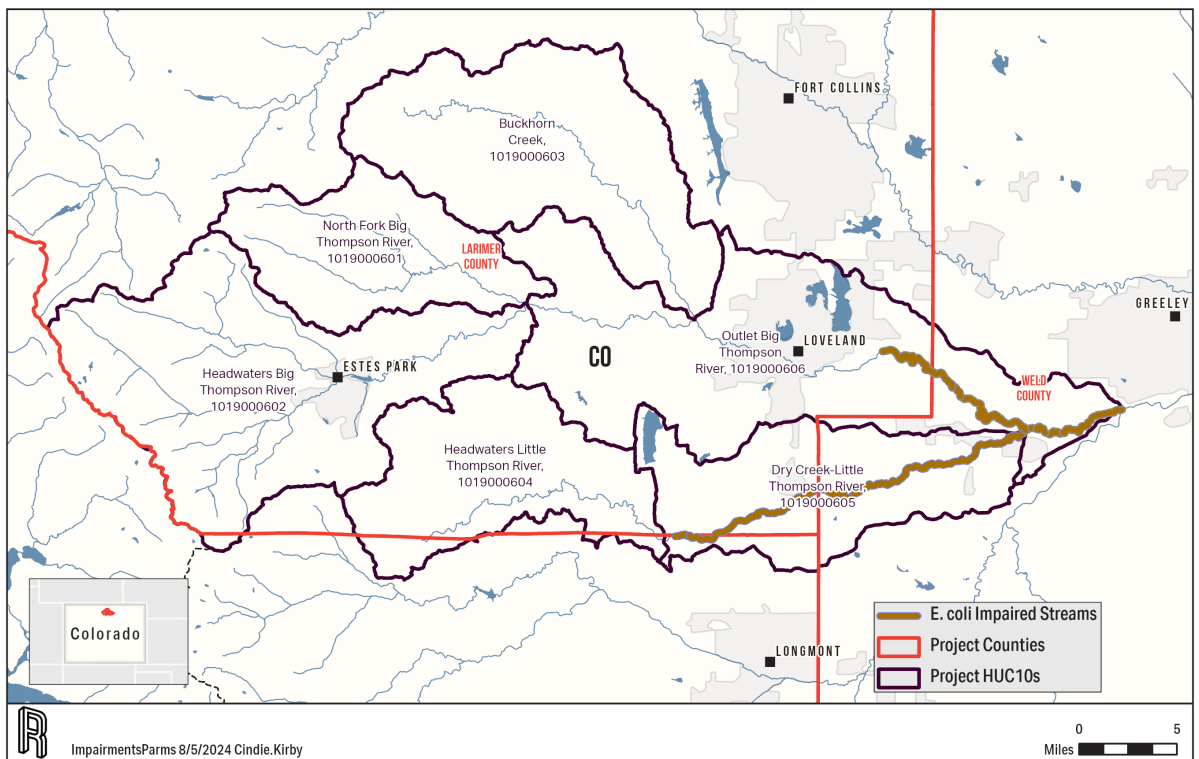 FORT COLLINS
Buckhorn
Creek,
1019000603
North Fork Big
Thompson River,
1019000601
LARIMER
COUNTY
GREELEY
CO
Outlet Big
Thompson
River, 1019000606
LOVELAND
ESTES PARK
Headwaters Big
Thompson River,
1019000602
WELD
COUNTY
Headwaters Little
Thompson River,
1019000604
Dry Creek-Little
Thompson River,
1019000605
Colorado
LONGMONT
E. coli Impaired Streams
Project Counties
Project HUC10s
R
ImpairmentsParms 8/5/2024 Cindie.Kirby
0 5
Miles